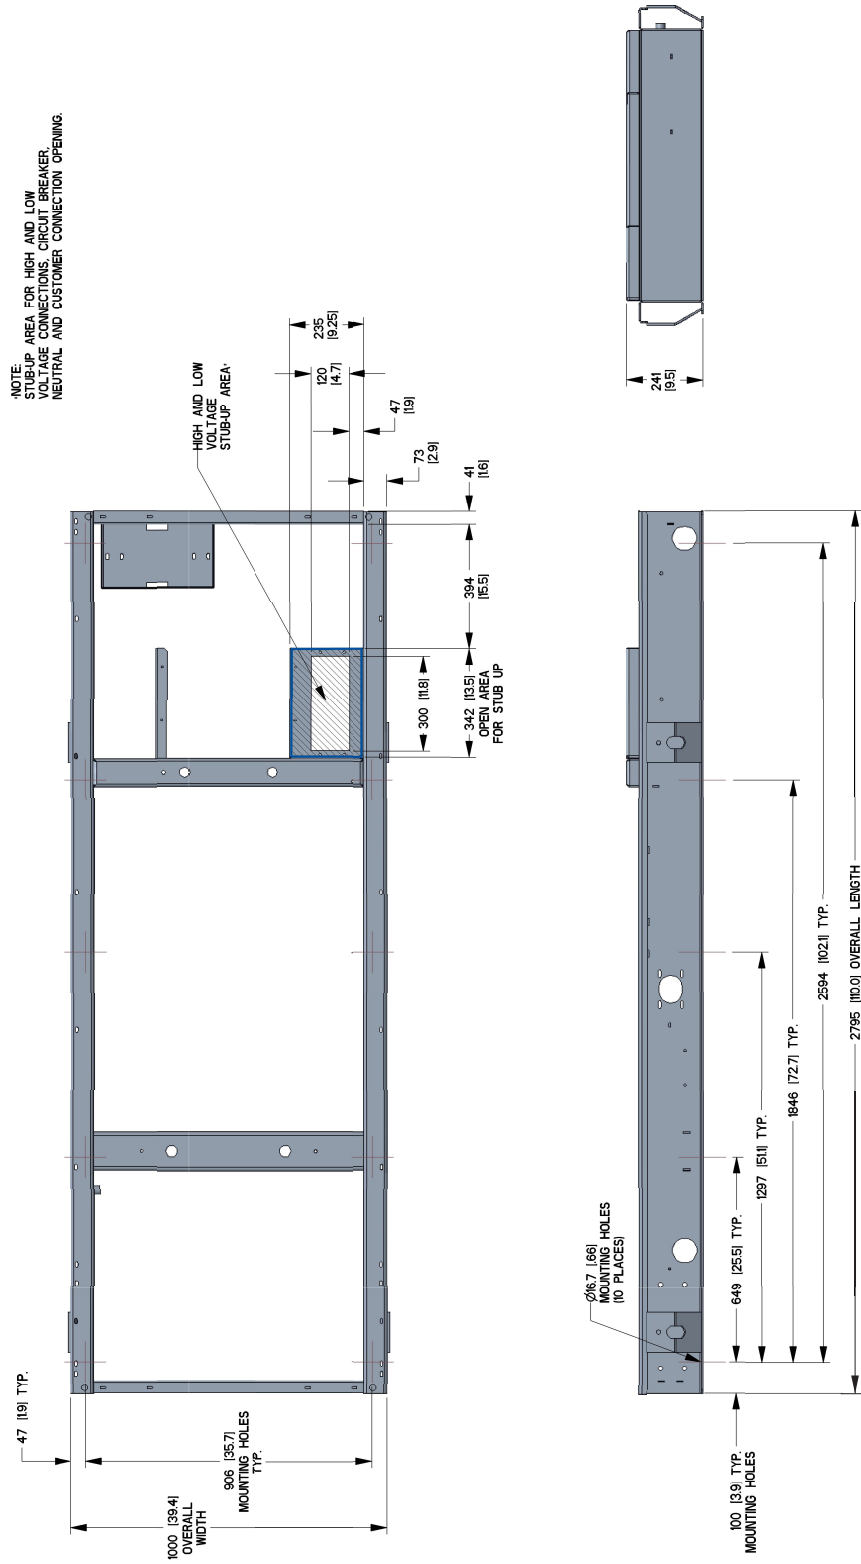 •NOTE:
STUB-UP AREA FOR HIGH AND LOW
VOLTAGE CONNECTIONS, CIRCUIT BREAKER,
NEUTRAL AND CUSTOMER CONNECTION OPENING.
HIGH AND LOW
VOLTAGE
STUB-UP AREA•
235
[9.25]
120
[4.7]
47
[1.9]
73
[2.9]
41
[1.6]
394
[15.5]
342 [13.5]
OPEN AREA
FOR STUB UP
300 [11.8]
47 [1.9] TYP.
906 [35.7]
MOUNTING HOLES
TYP.
1000 [39.4]
OVERALL
WIDTH
241
[9.5]
Ø16.7 [.66]
MOUNTING HOLES
(10 PLACES)
649 [25.5] TYP.
1297 [51.1] TYP.
1846 [72.7] TYP.
2594 [102.1] TYP.
2795 [110.0] OVERALL LENGTH
100 [3.9] TYP.
MOUNTING HOLES